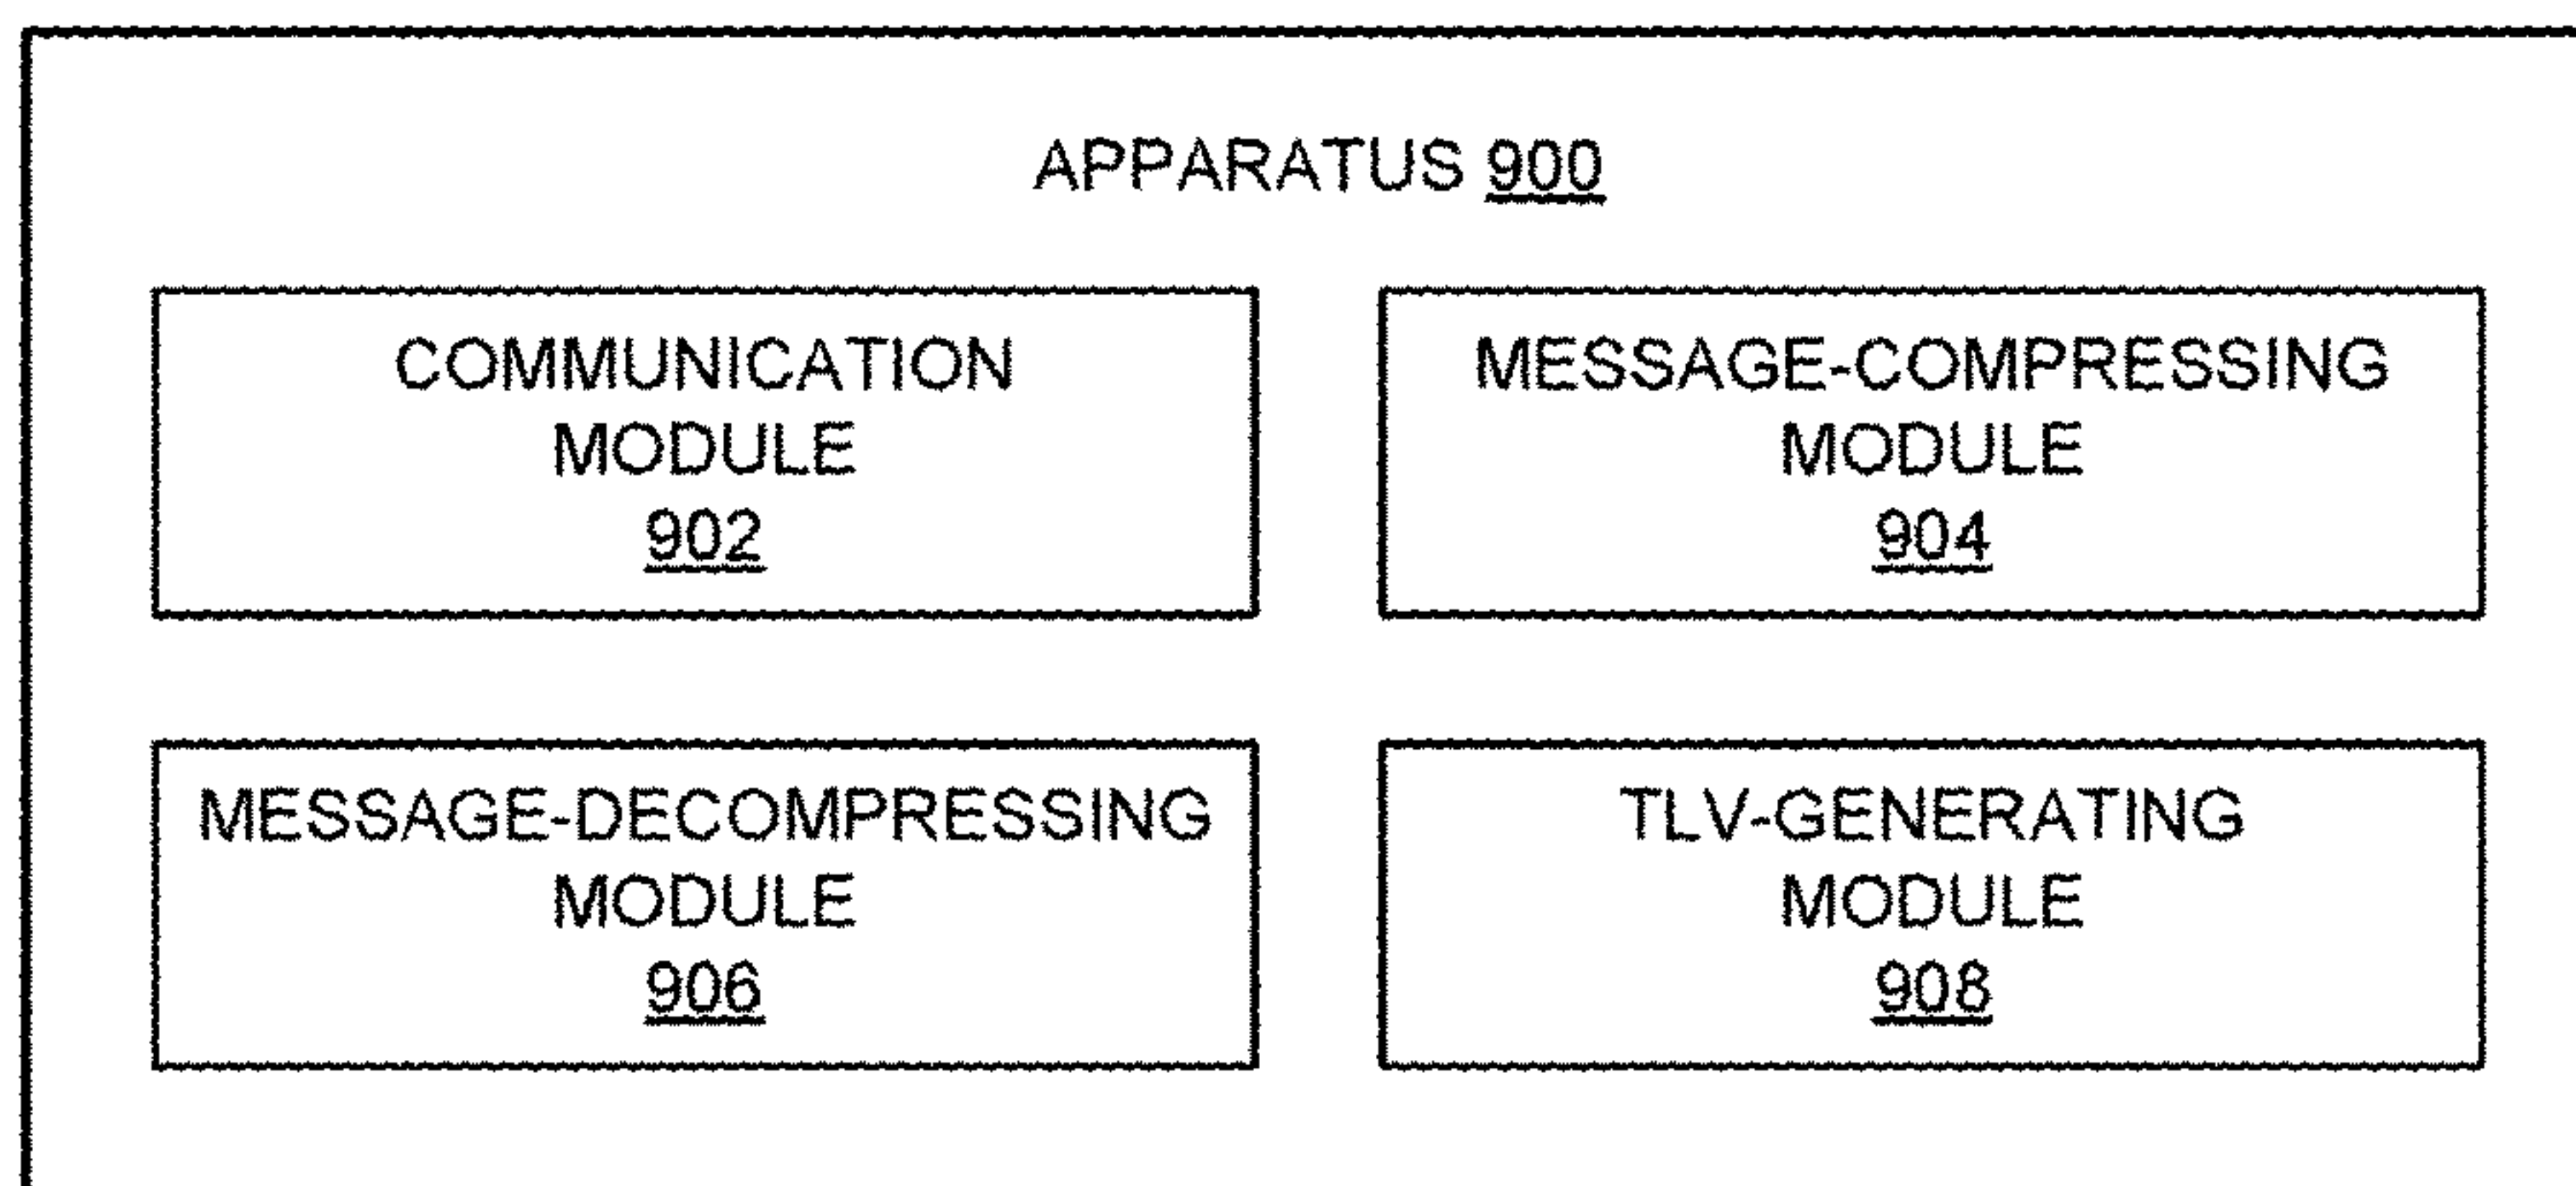 APPARATUS 900
COMMUNICATION
MODULE
902
MESSAGE-COMPRESSING
MODULE
904
MESSAGE-DECOMPRESSING
MODULE
906
TLV-GENERATING
MODULE
908